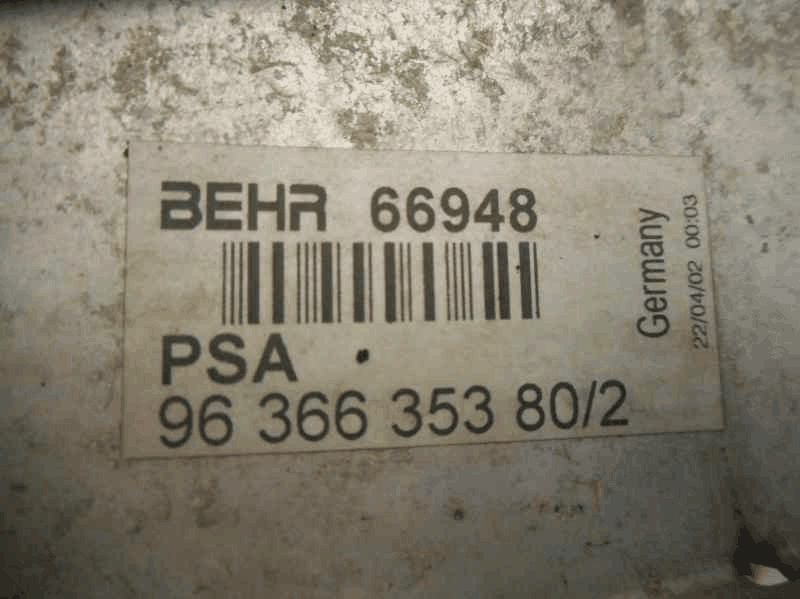 BEHR 66948
PSA
96 366 353 80/2
Germany
22/04/02 00:03